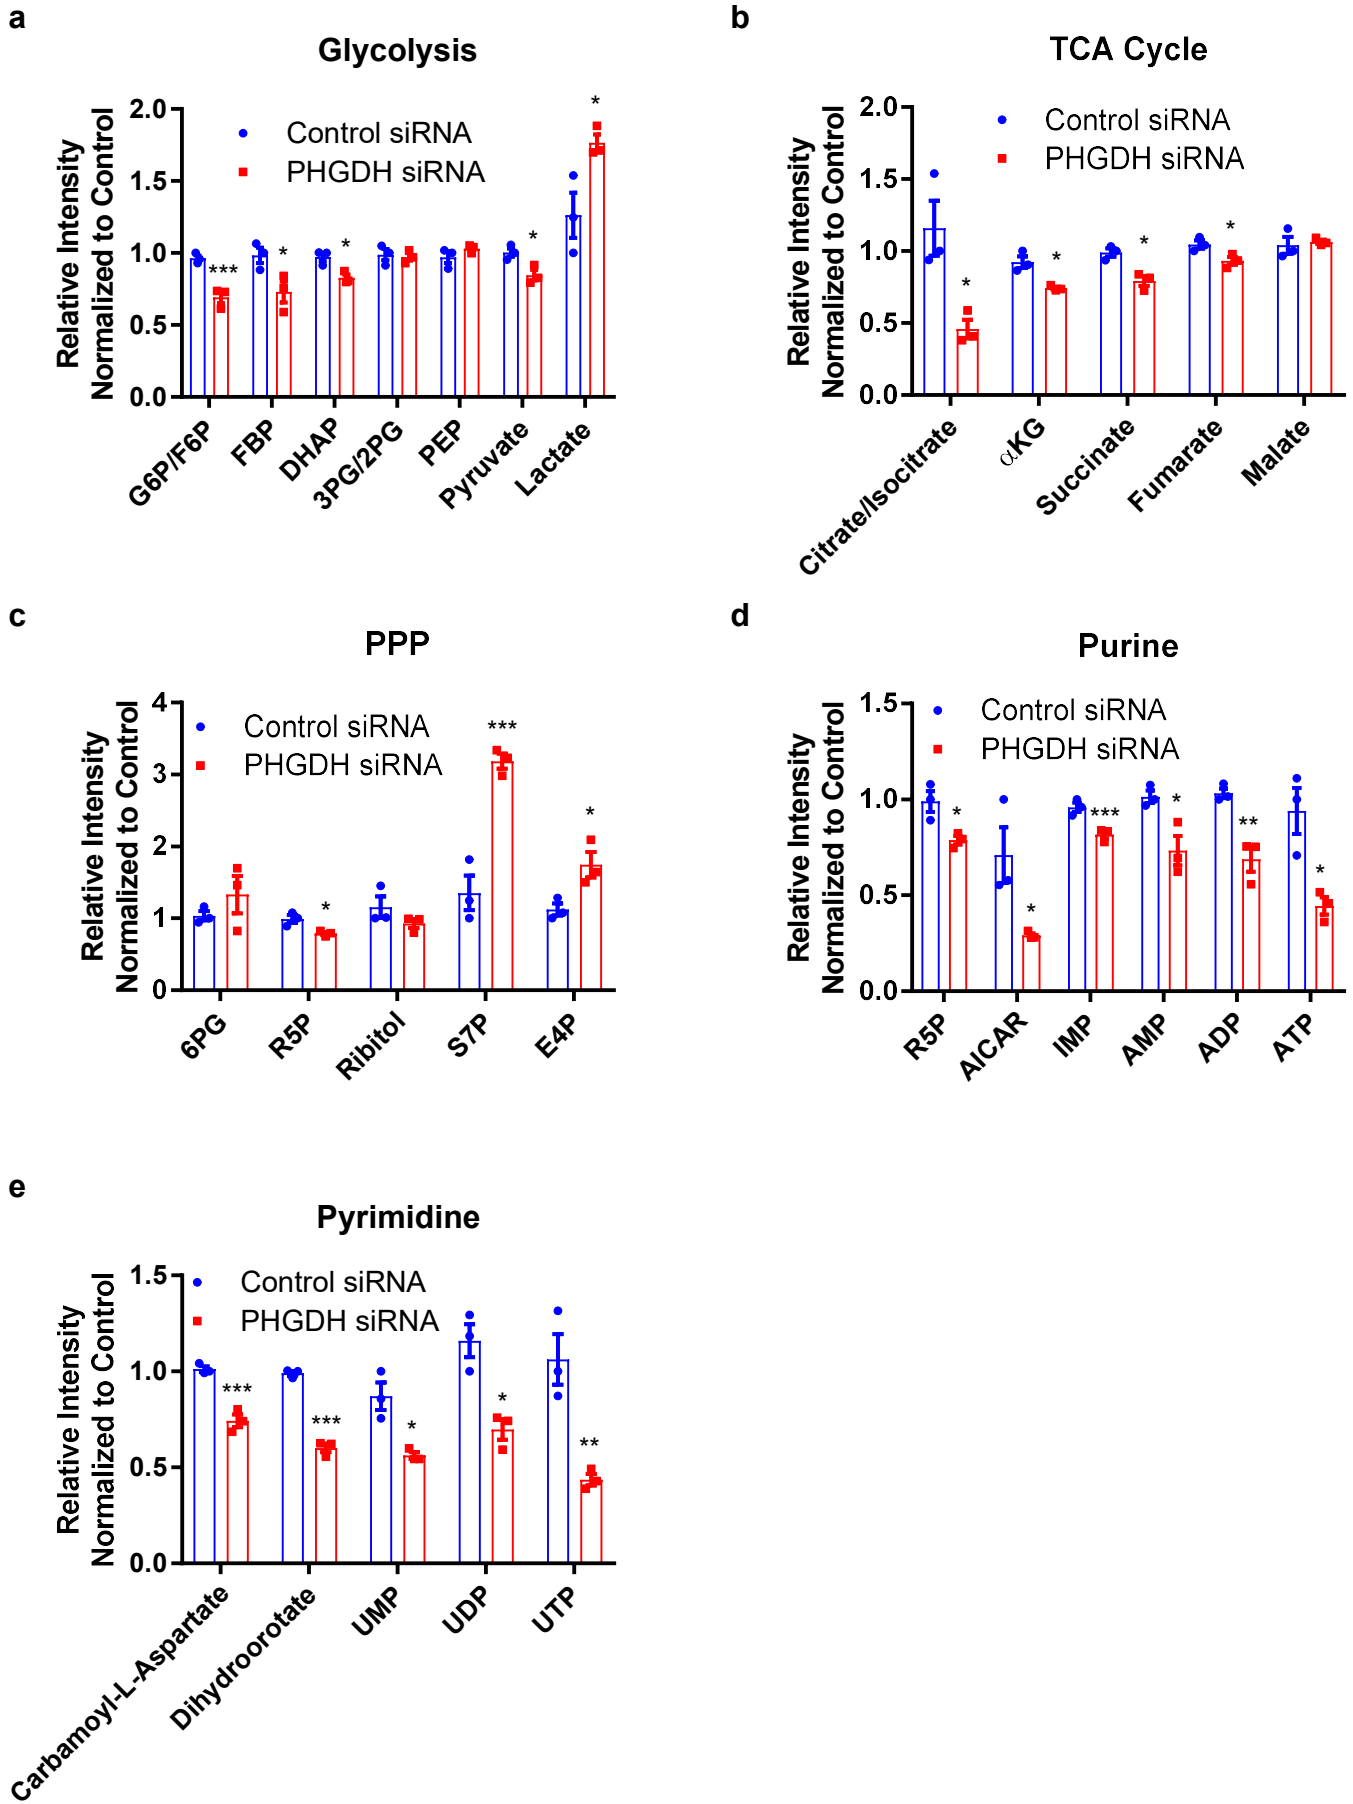 a
Glycolysis
Relative Intensity
Normalized to Control
2.0
1.5
1.0
0.5
0.0
Control siRNA
PHGDH siRNA
***
*
*
*
*
G6P/F6P
FBP
DHAP
3PG/2PG
PEP
Pyruvate
Lactate
b
TCA Cycle
Relative Intensity
Normalized to Control
2.0
1.5
1.0
0.5
0.0
Control siRNA
PHGDH siRNA
*
*
*
*
Citrate/Isocitrate
αKG
Succinate
Fumarate
Malate
c
PPP
Relative Intensity
Normalized to Control
4
3
2
1
0
Control siRNA
PHGDH siRNA
*
***
*
6PG
R5P
Ribitol
S7P
E4P
d
Purine
Relative Intensity
Normalized to Control
1.5
1.0
0.5
0.0
Control siRNA
PHGDH siRNA
*
*
***
*
**
*
R5P
AICAR
IMP
AMP
ADP
ATP
e
Pyrimidine
Relative Intensity
Normalized to Control
1.5
1.0
0.5
0.0
Control siRNA
PHGDH siRNA
***
***
*
*
**
Carbamoyl-L-Aspartate
Dihydroorotate
UMP
UDP
UTP